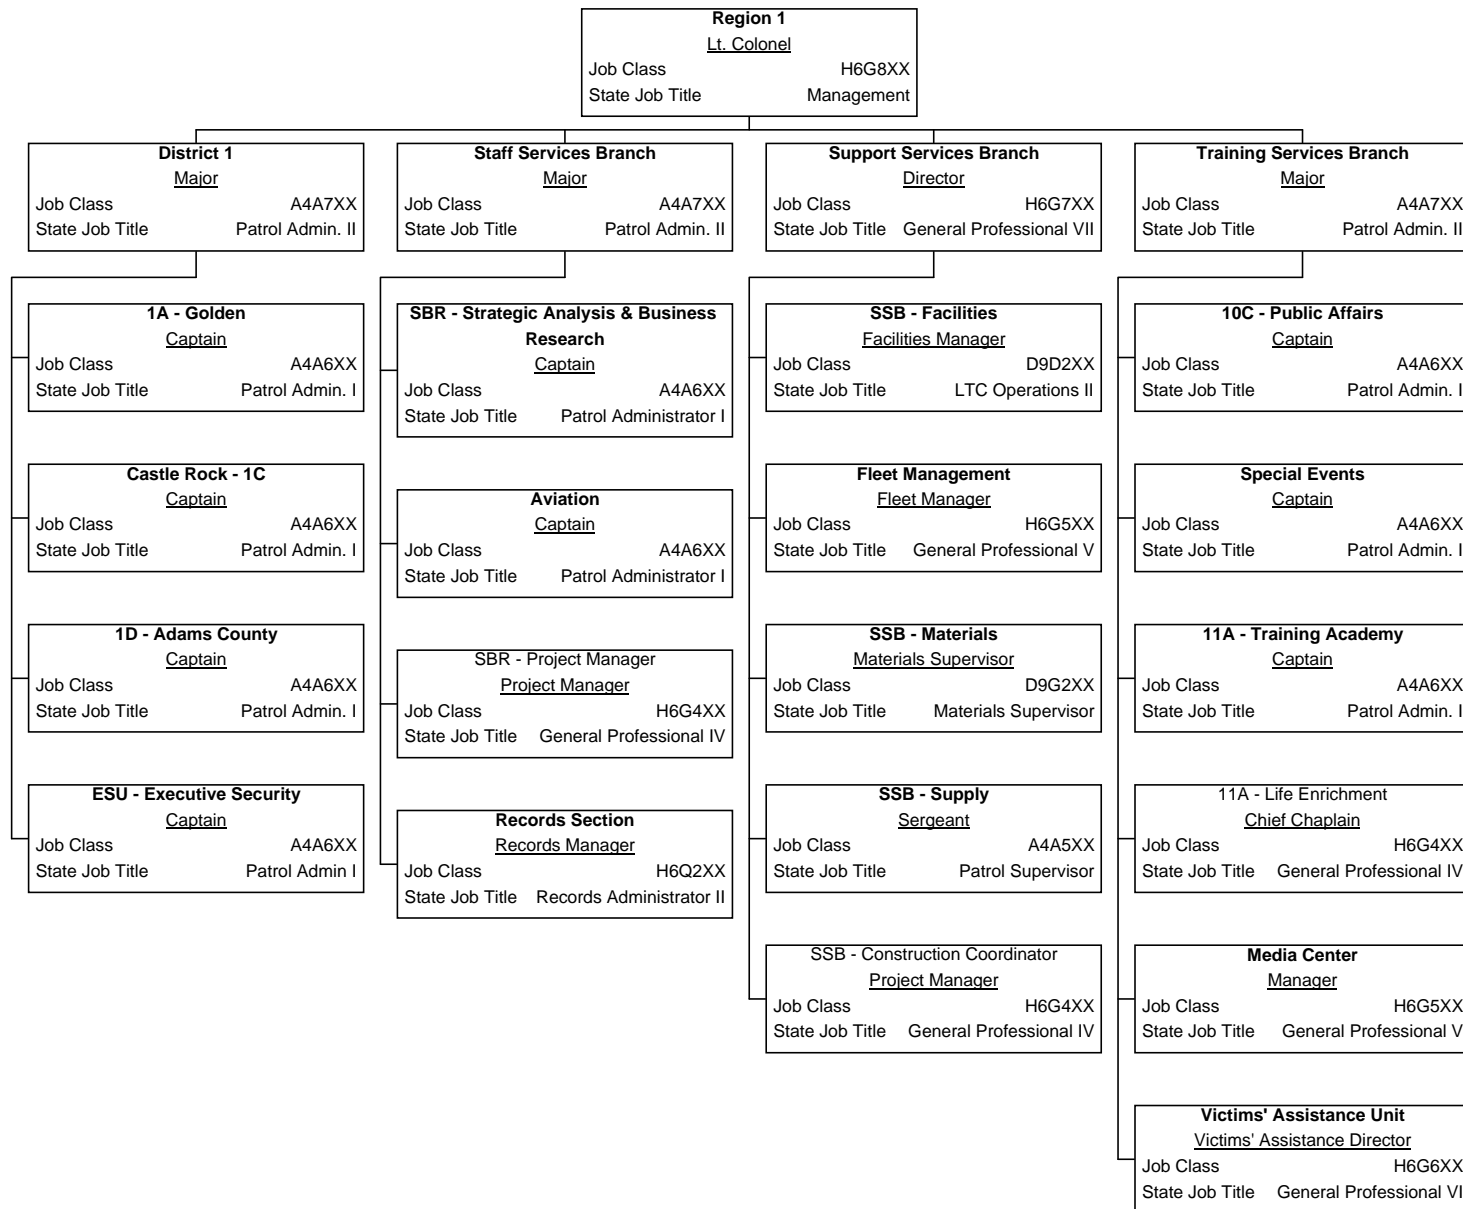 Region 1
Lt. Colonel
Job Class H6G8XX
State Job Title Management
District 1
Major
Job Class A4A7XX
State Job Title Patrol Admin. II
Staff Services Branch
Major
Job Class A4A7XX
State Job Title Patrol Admin. II
Support Services Branch
Director
Job Class H6G7XX
State Job Title General Professional VII
Training Services Branch
Major
Job Class A4A7XX
State Job Title Patrol Admin. II
1A - Golden
Captain
Job Class A4A6XX
State Job Title Patrol Admin. I
Castle Rock - 1C
Captain
Job Class A4A6XX
State Job Title Patrol Admin. I
1D - Adams County
Captain
Job Class A4A6XX
State Job Title Patrol Admin. I
ESU - Executive Security
Captain
Job Class A4A6XX
State Job Title Patrol Admin I
SBR - Strategic Analysis & Business
Research
Captain
Job Class A4A6XX
State Job Title Patrol Administrator I
Aviation
Captain
Job Class A4A6XX
State Job Title Patrol Administrator I
SBR - Project Manager
Project Manager
Job Class H6G4XX
State Job Title General Professional IV
Records Section
Records Manager
Job Class H6Q2XX
State Job Title Records Administrator II
SSB - Facilities
Facilities Manager
Job Class D9D2XX
State Job Title LTC Operations II
Fleet Management
Fleet Manager
Job Class H6G5XX
State Job Title General Professional V
SSB - Materials
Materials Supervisor
Job Class D9G2XX
State Job Title Materials Supervisor
SSB - Supply
Sergeant
Job Class A4A5XX
State Job Title Patrol Supervisor
SSB - Construction Coordinator
Project Manager
Job Class H6G4XX
State Job Title General Professional IV
10C - Public Affairs
Captain
Job Class A4A6XX
State Job Title Patrol Admin. I
Special Events
Captain
Job Class A4A6XX
State Job Title Patrol Admin. I
11A - Training Academy
Captain
Job Class A4A6XX
State Job Title Patrol Admin. I
11A - Life Enrichment
Chief Chaplain
Job Class H6G4XX
State Job Title General Professional IV
Media Center
Manager
Job Class H6G5XX
State Job Title General Professional V
Victims' Assistance Unit
Victims' Assistance Director
Job Class H6G6XX
State Job Title General Professional VI